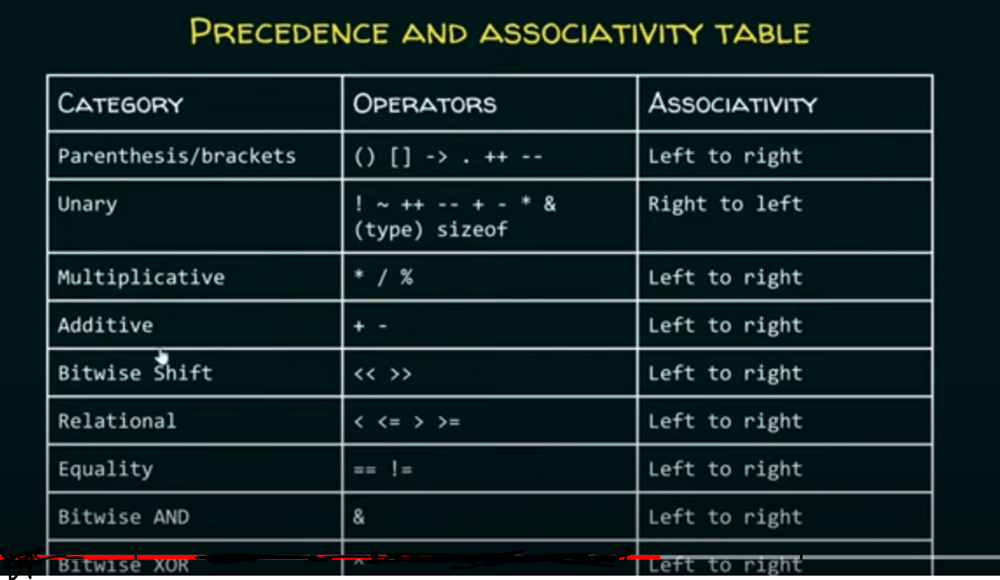 PRECEDENCE AND ASSOCIATIVITY TABLE
CATEGORY OPERATORS ASSOCIATIVITY
Parenthesis/brackets () [] -> . ++ -- Left to right
Unary ! ~ ++ -- + - * & Right to left
(type) sizeof
Multiplicative * / % Left to right
Additive + - Left to right
Bitwise Shift << >> Left to right
Relational < <= > >= Left to right
Equality == != Left to right
Bitwise AND & Left to right
Bitwise XOR ^ Left to right